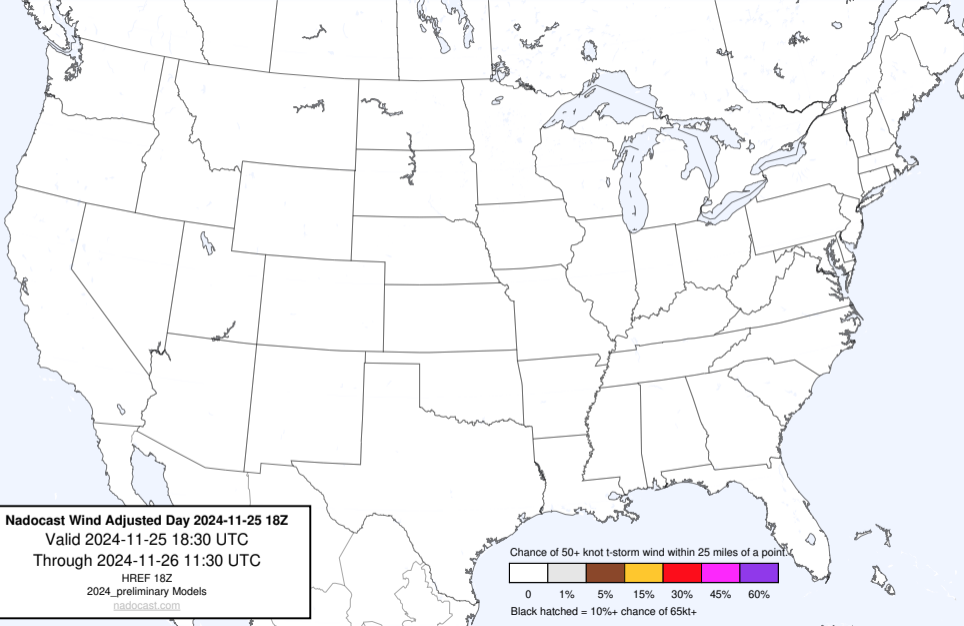 Nadocast Wind Adjusted Day 2024-11-25 18Z
Valid 2024-11-25 18:30 UTC
Through 2024-11-26 11:30 UTC
HREF 18Z
2024_preliminary Models
nadocast.com
Chance of 50+ knot t-storm wind within 25 miles of a point.
0 1% 5% 15% 30% 45% 60%
Black hatched = 10%+ chance of 65kt+